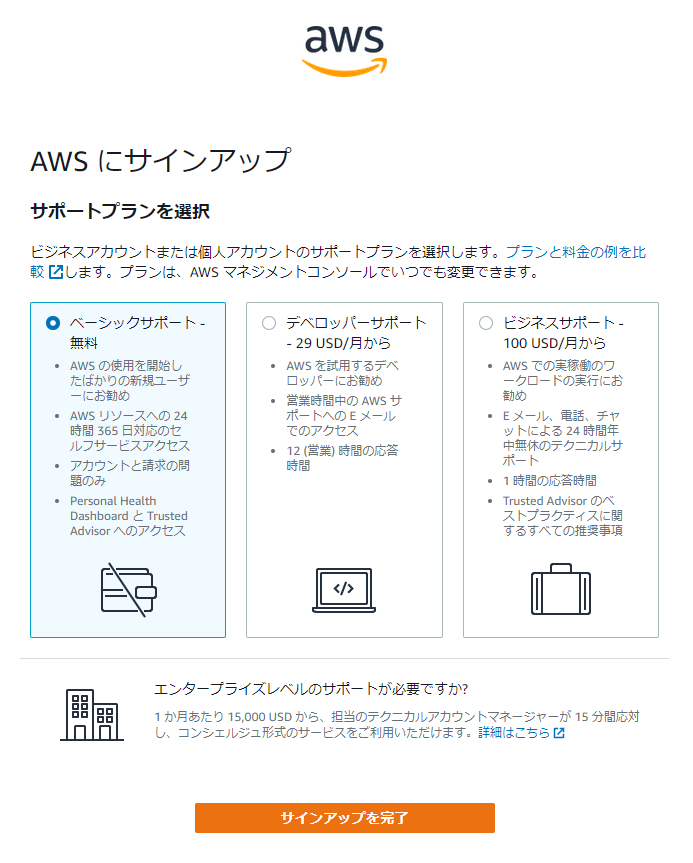 aws
AWS にサインアップ
サポートプランを選択
ビジネスアカウントまたは個人アカウントのサポートプランを選択します。プランと料金の例を比
較します。プランは、AWS マネジメントコンソールでいつでも変更できます。
ベーシックサポート -
無料
• AWS の使用を開始し
たばかりの新規ユーザ
ーにお勧め
• AWS リソースへの 24
時間 365 日対応のセ
ルフサービスアクセス
• アカウントと請求の問
題のみ
• Personal Health
Dashboard と Trusted
Advisor へのアクセス
デベロッパーサポート
- 29 USD/月から
• AWS を試用するデベ
ロッパーにお勧め
• 営業時間中の AWS サ
ポートへの E メール
でのアクセス
• 12 (営業) 時間の応答
時間
</>
ビジネスサポート -
100 USD/月から
• AWS での実稼働のワ
ークロードの実行にお
勧め
• E メール、電話、チャ
ットによる 24 時間年
中無休のテクニカルサ
ポート
• 1 時間の応答時間
• Trusted Advisor のベ
ストプラクティスに関
するすべての推奨事項
エンタープライズレベルのサポートが必要ですか?
1 か月あたり 15,000 USD から、担当のテクニカルアカウントマネージャーが 15 分間応対
し、コンシェルジュ形式のサービスをご利用いただけます。詳細はこちら
サインアップを完了